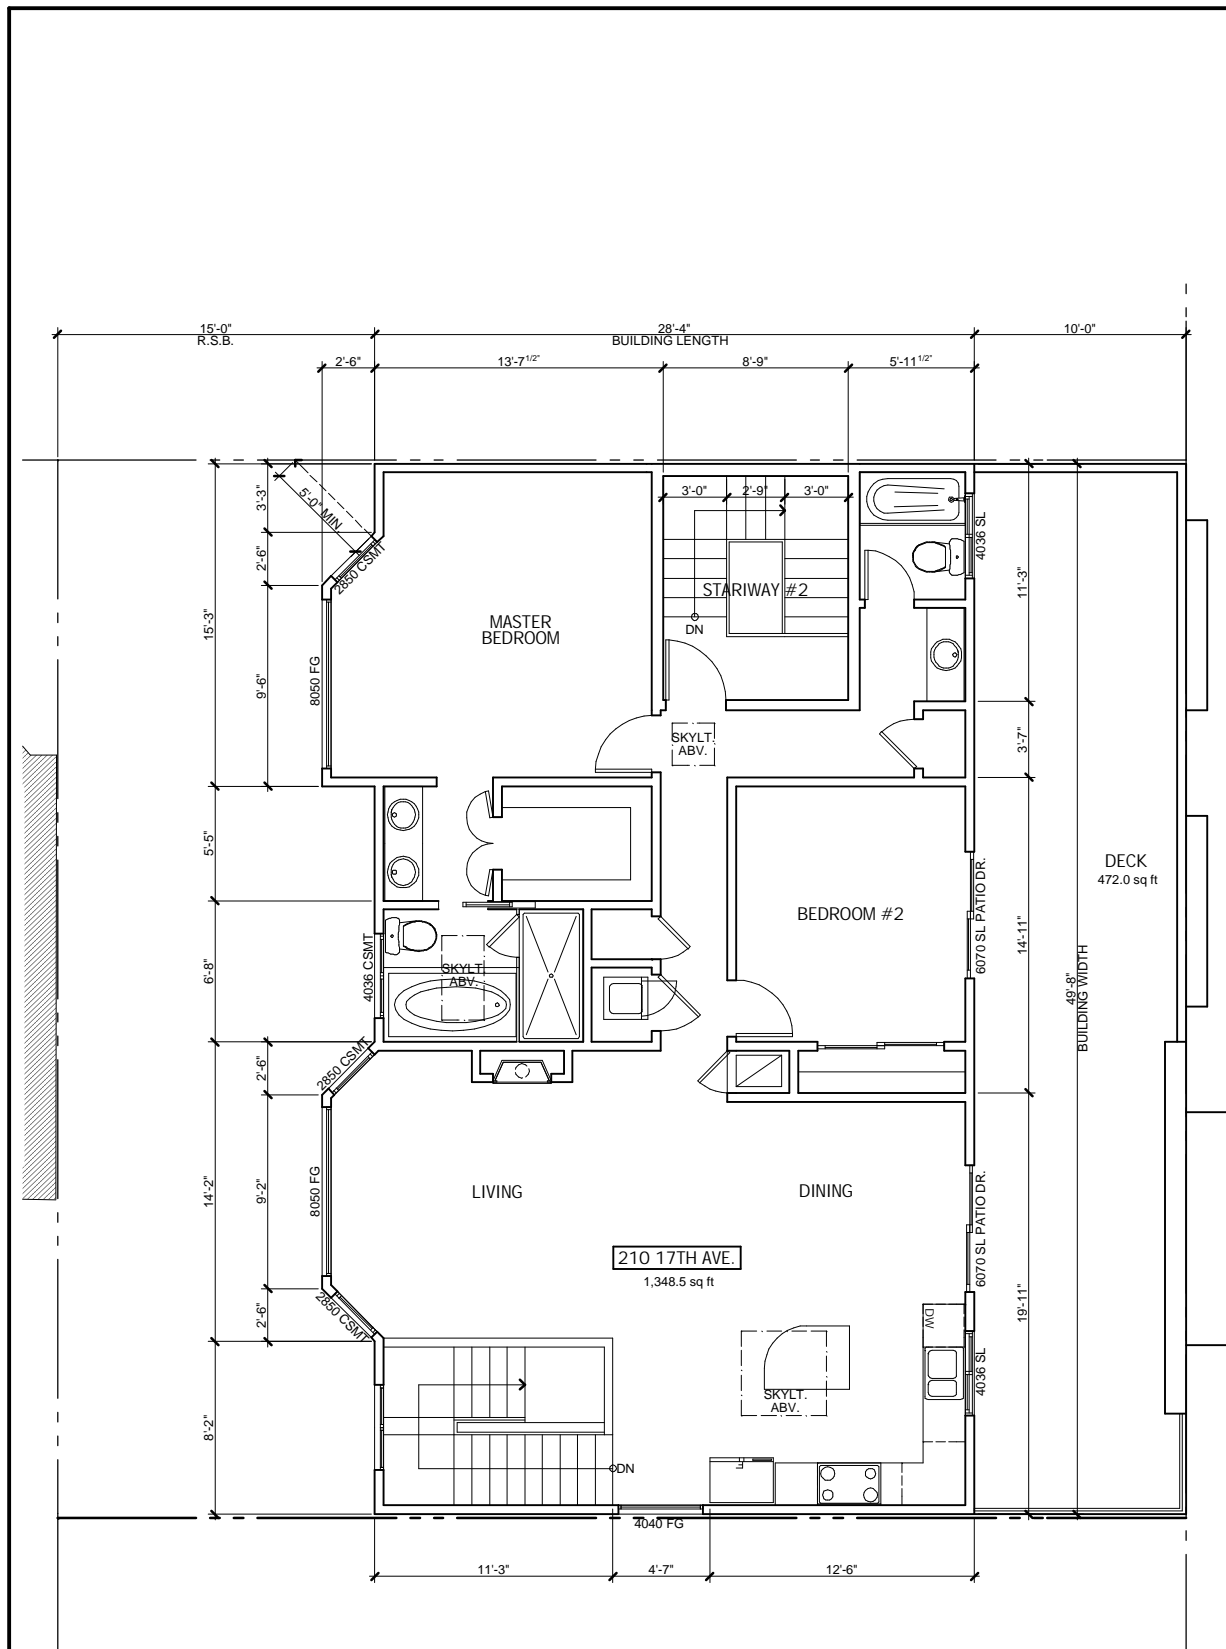 15'-0"
R.S.B.
28'-4"
BUILDING LENGTH
10'-0"
2'-6"
13'-7 1/2"
8'-9"
5'-11 1/2"
3'-3"
5'-0" MIN.
3'-0"
2'-9"
3'-0"
4036 SL
2'-6"
2850 CSMT
11'-3"
STARIWAY #2
15'-3"
MASTER
BEDROOM
DN
8050 FG
9'-6"
SKYLT.
ABV.
3'-7"
5'-5"
DECK
472.0 sq ft
BEDROOM #2
6070 SL PATIO DR.
14'-11"
6'-8"
4036 CSMT
SKYLT.
ABV.
49'-8"
BUILDING WIDTH
2'-6"
2850 CSMT
14'-2"
9'-2"
8050 FG
LIVING
DINING
6070 SL PATIO DR.
210 17TH AVE.
1,348.5 sq ft
2'-6"
2850 CSMT
19'-11"
DW
4036 SL
SKYLT.
ABV.
8'-2"
F
DN
4040 FG
11'-3"
4'-7"
12'-6"